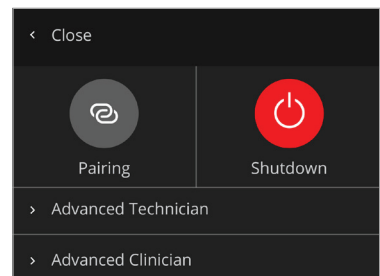 Close
Pairing
Shutdown
Advanced Technician
Advanced Clinician